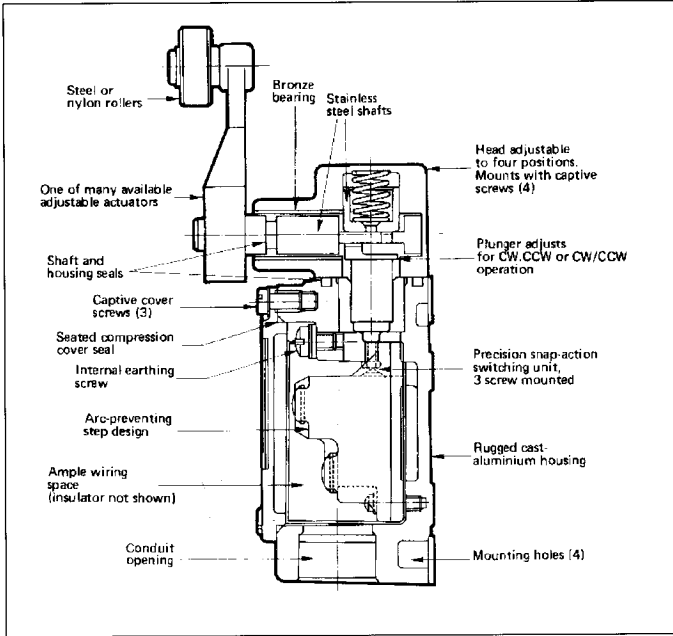 Steel or
nylon rollers
Bronze
bearing
Stainless
steel shafts
Head adjustable
to four positions.
Mounts with captive
screws (4)
One of many available
adjustable actuators
Shaft and
housing seals
Plunger adjusts
for CW.CCW or CW/CCW
operation
Captive cover
screws (3)
Seated compression
cover seal
Internal earthing
screw
Precision snap-action
switching unit,
3 screw mounted
Arc-preventing
step design
Rugged cast-
aluminium housing
Ample wiring
space
(insulator not shown)
Conduit
opening
Mounting holes (4)